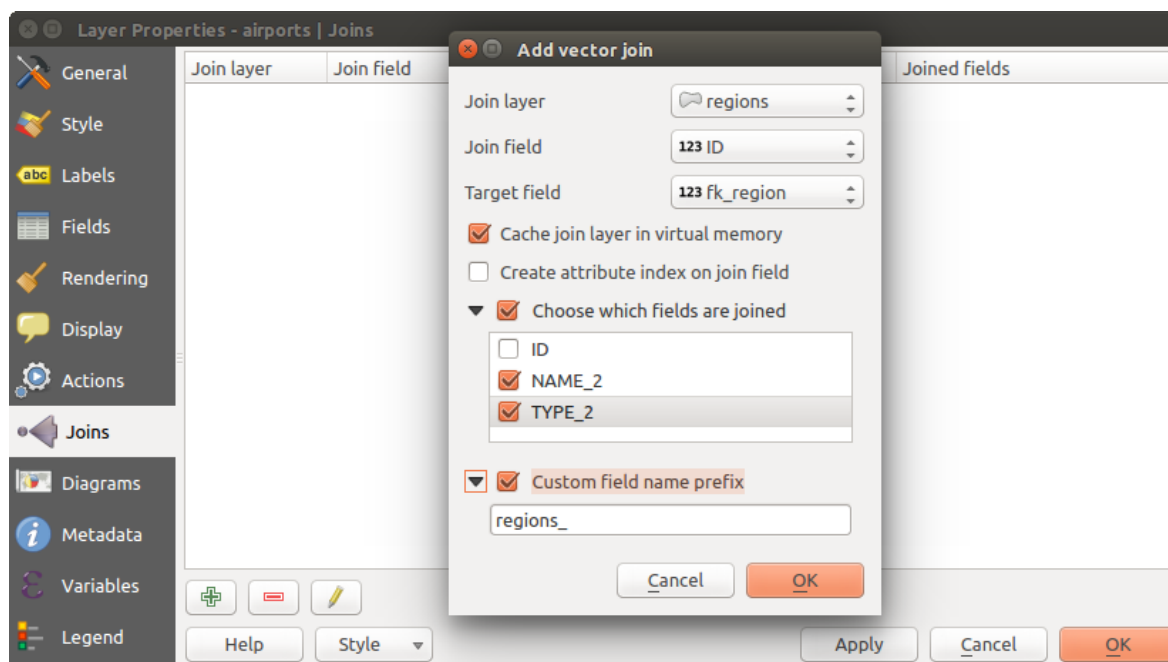 Layer Properties - airports | Joins
General
Style
abc Labels
Fields
Rendering
Display
Actions
Joins
Diagrams
Metadata
Variables
Legend
Join layer Join field Joined fields
Add vector join
Join layer regions
Join field 123 ID
Target field 123 fk_region
Cache join layer in virtual memory
Create attribute index on join field
Choose which fields are joined
ID
NAME_2
TYPE_2
Custom field name prefix
regions_
Cancel OK
Help Style Apply Cancel OK